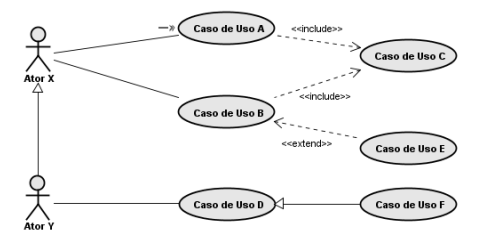 Caso de Uso A
<<include>>
Caso de Uso C
Ator X
<<include>>
Caso de Uso B
<<extend>>
Caso de Uso E
Caso de Uso D
Caso de Uso F
Ator Y